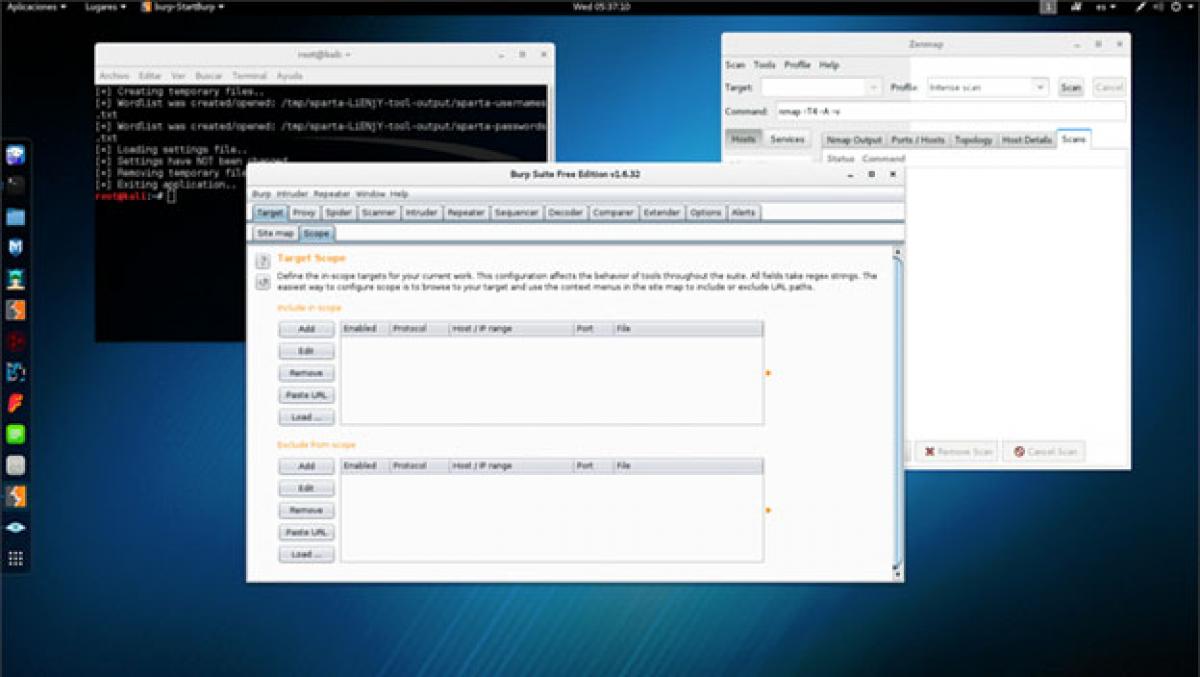 Aplicaciones Lugares burp-StartBurp Wed 05:37:10 1 es
root@kali: ~
Archivo Editar Ver Buscar Terminal Ayuda
[+] Creating temporary files..
[+] Wordlist was created/opened: /tmp/sparta-LiENjY-tool-output/sparta-usernames
.txt
[+] Wordlist was created/opened: /tmp/sparta-LiENjY-tool-output/sparta-passwords
.txt
[+] Loading settings file..
[+] Settings have NOT been changed
[+] Removing temporary file
[+] Exiting application..
root@kali:~#
Zenmap
Scan Tools Profile Help
Target: Profile: Intense scan Scan Cancel
Command: nmap -T4 -A -v
Hosts Services Nmap Output Ports / Hosts Topology Host Details Scans
Status Command
Remove Scan Cancel Scan
Burp Suite Free Edition v1.6.32
Burp Intruder Repeater Window Help
Target Proxy Spider Scanner Intruder Repeater Sequencer Decoder Comparer Extender Options Alerts
Site map Scope
? Target Scope
Define the in-scope targets for your current work. This configuration affects the behavior of tools throughout the suite. All fields take regex strings. The
easiest way to configure scope is to browse to your target and use the context menus in the site map to include or exclude URL paths.
Include in scope
Add Enabled Protocol Host / IP range Port File
Edit
Remove
Paste URL
Load ...
Exclude from scope
Add Enabled Protocol Host / IP range Port File
Edit
Remove
Paste URL
Load ...